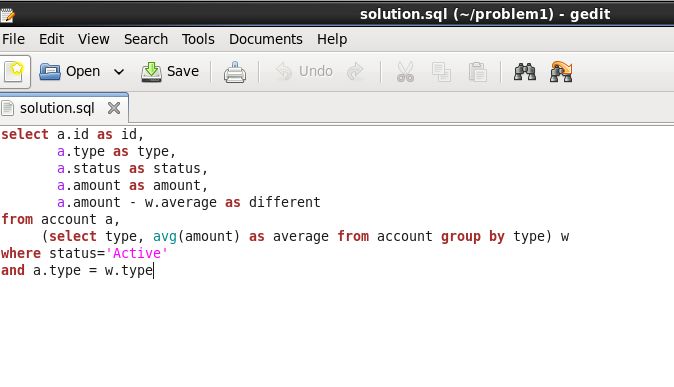 solution.sql (~/problem1) - gedit
File Edit View Search Tools Documents Help
Open Save Undo
solution.sql
select a.id as id,
a.type as type,
a.status as status,
a.amount as amount,
a.amount - w.average as different
from account a,
(select type, avg(amount) as average from account group by type) w
where status='Active'
and a.type = w.type